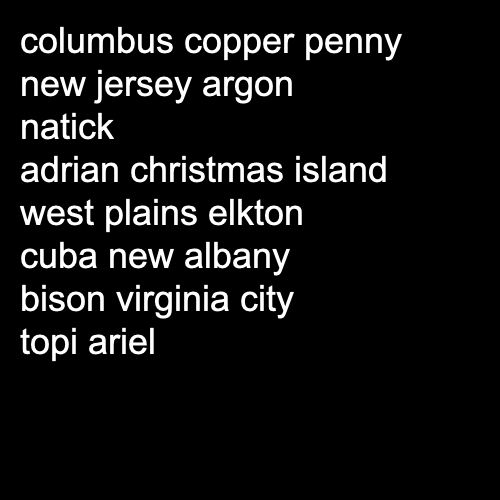 columbus copper penny
new jersey argon
natick
adrian christmas island
west plains elkton
cuba new albany
bison virginia city
topi ariel